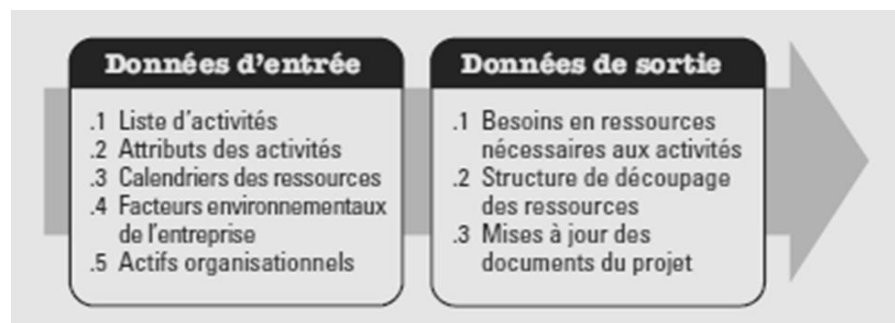 Données d'entrée
.1 Liste d'activités
.2 Attributs des activités
.3 Calendriers des ressources
.4 Facteurs environnementaux
de l'entreprise
.5 Actifs organisationnels
Données de sortie
.1 Besoins en ressources
nécessaires aux activités
.2 Structure de découpage
des ressources
.3 Mises à jour des
documents du projet